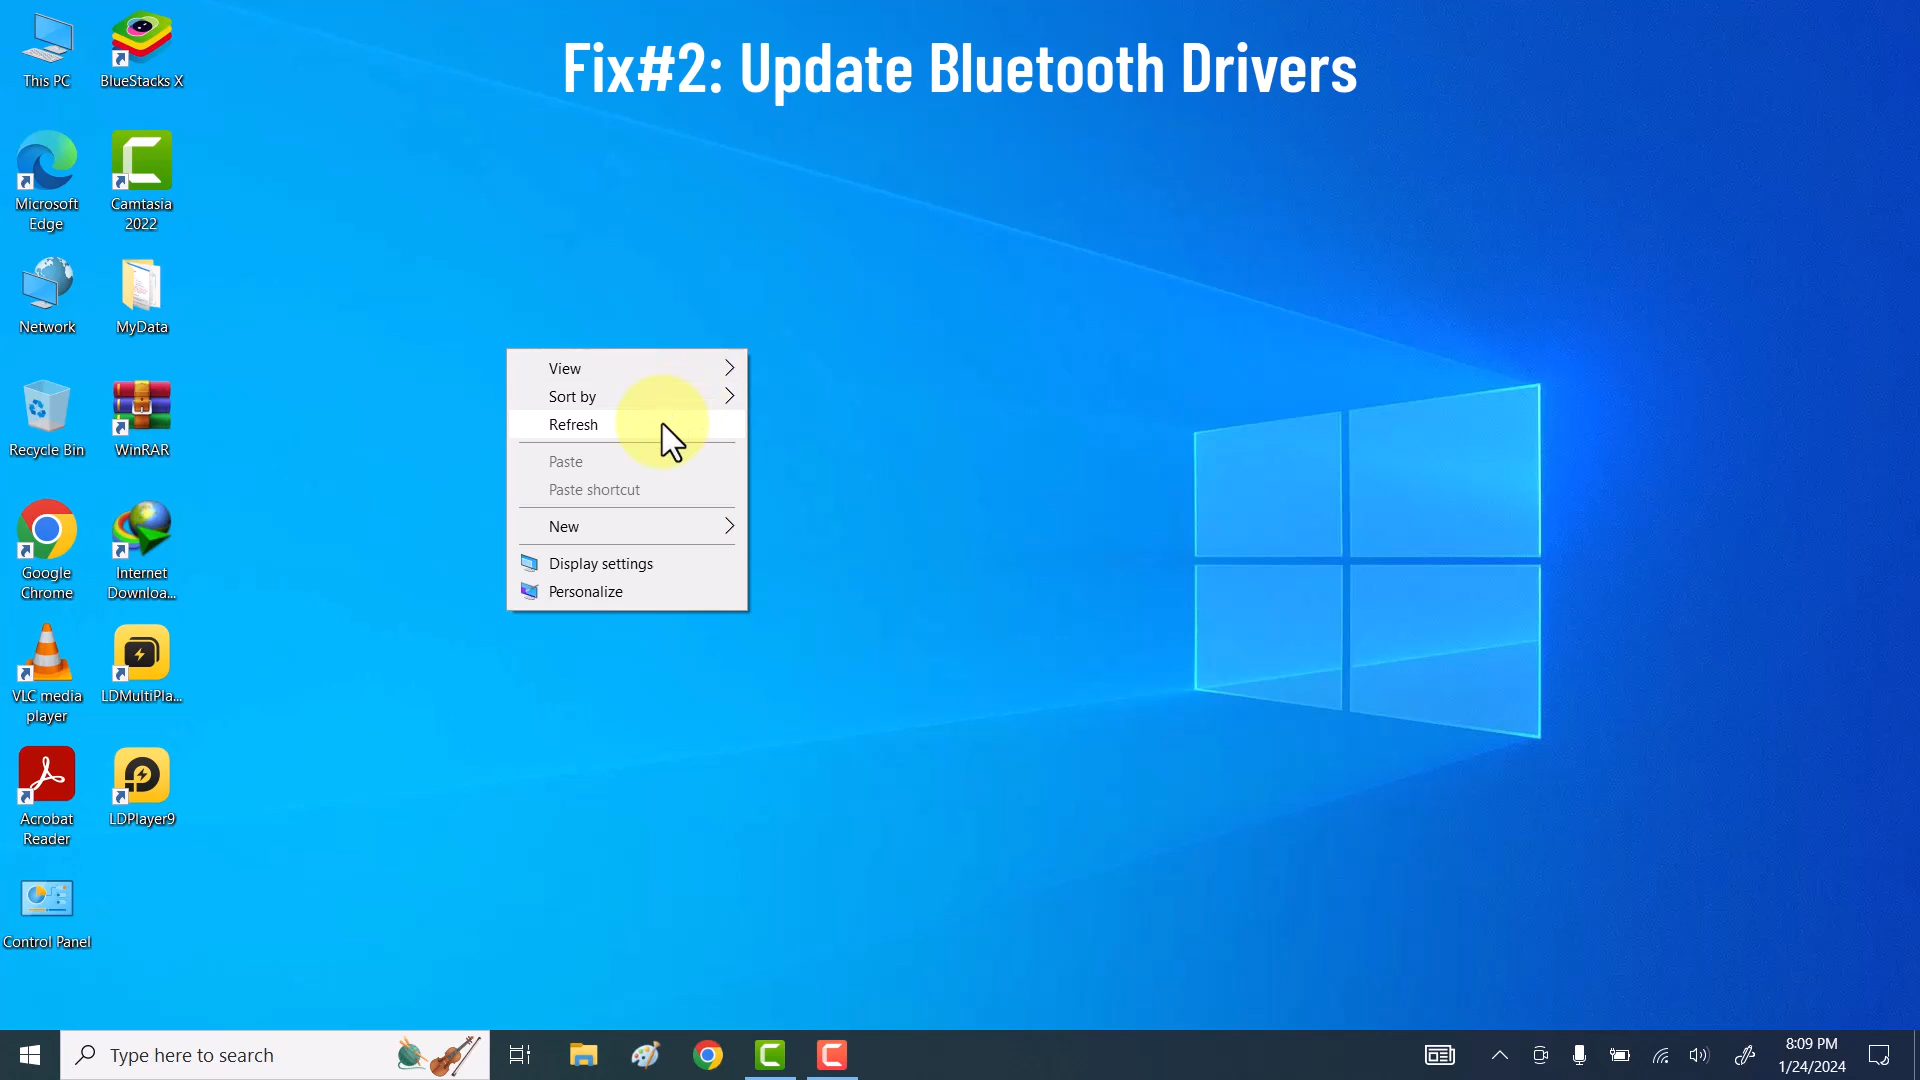 Fix#2: Update Bluetooth Drivers
This PC
BlueStacks X
Microsoft
Edge
Camtasia
2022
Network
MyData
Recycle Bin
WinRAR
Google
Chrome
Internet
Downloa...
VLC media
player
LDMultiPla...
Acrobat
Reader
LDPlayer9
Control Panel
View
Sort by
Refresh
Paste
Paste shortcut
New
Display settings
Personalize
Type here to search
8:09 PM
1/24/2024